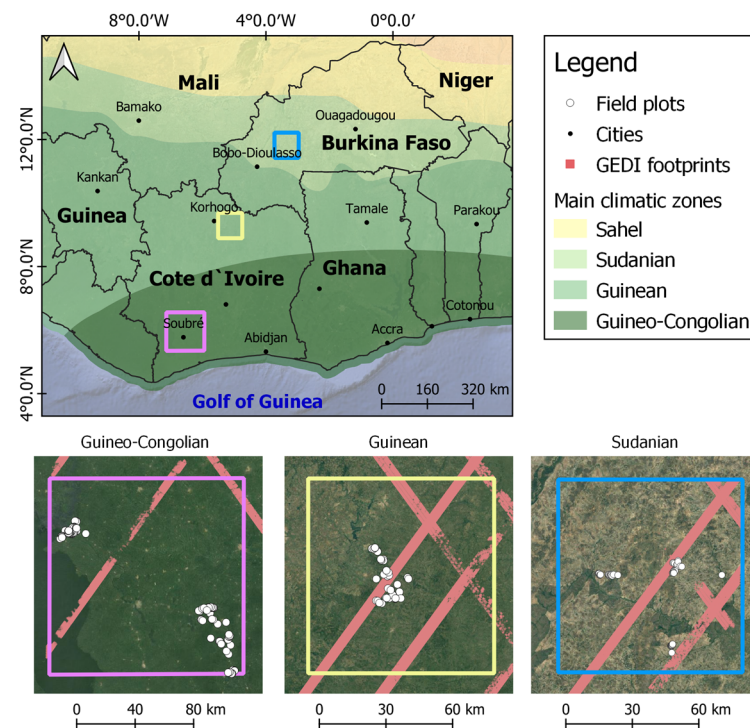 8°0.0'W 4°0.0'W 0°0.0'
12°0.0'N
8°0.0'N
4°0.0'N
Mali
Niger
Bamako
Ouagadougou
Burkina Faso
Bobo-Dioulasso
Kankan
Guinea
Korhogo
Tamale
Parakou
Cote d`Ivoire
Ghana
Soubré
Abidjan
Accra
Cotonou
Golf of Guinea
0 160 320 km
Legend
Field plots
Cities
GEDI footprints
Main climatic zones
Sahel
Sudanian
Guinean
Guineo-Congolian
Guineo-Congolian
Guinean
Sudanian
0 40 80 km
0 30 60 km
0 30 60 km